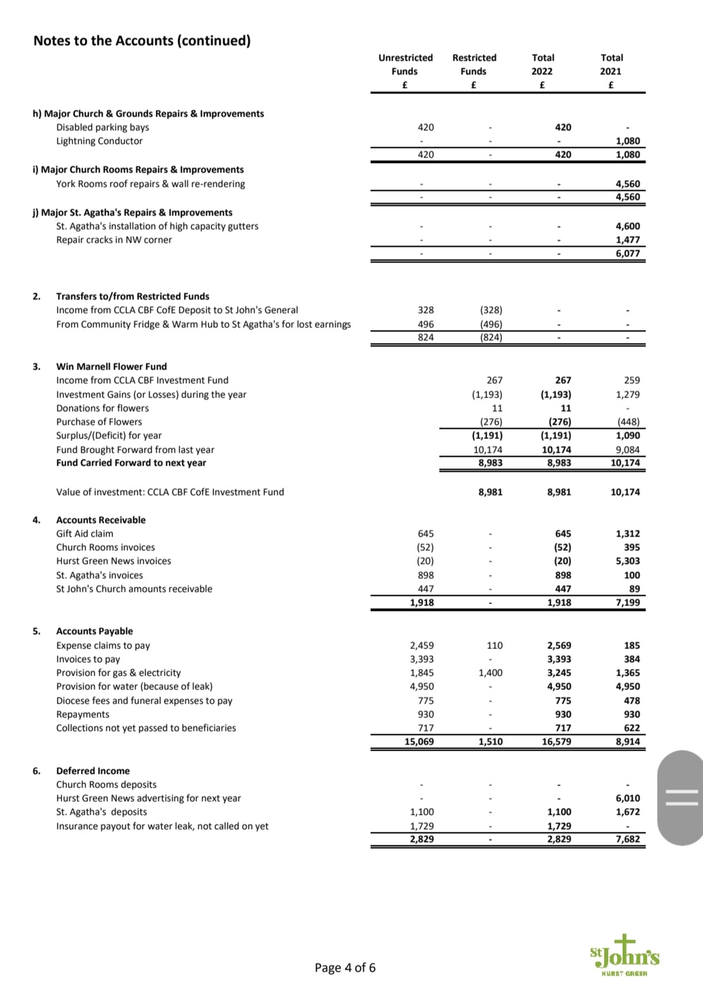 Notes to the Accounts (continued)
Unrestricted Restricted Total Total
Funds Funds 2022 2021
£ £ £ £
h) Major Church & Grounds Repairs & Improvements
Disabled parking bays 420 - 420 -
Lightning Conductor - - - 1,080
420 - 420 1,080
i) Major Church Rooms Repairs & Improvements
York Rooms roof repairs & wall re-rendering - - - 4,560
- - - 4,560
j) Major St. Agatha's Repairs & Improvements
St. Agatha's installation of high capacity gutters - - - 4,600
Repair cracks in NW corner - - - 1,477
- - - 6,077
2. Transfers to/from Restricted Funds
Income from CCLA CBF CofE Deposit to St John's General 328 (328) - -
From Community Fridge & Warm Hub to St Agatha's for lost earnings 496 (496) - -
824 (824) - -
3. Win Marnell Flower Fund
Income from CCLA CBF Investment Fund 267 267 259
Investment Gains (or Losses) during the year (1,193) (1,193) 1,279
Donations for flowers 11 11 -
Purchase of Flowers (276) (276) (448)
Surplus/(Deficit) for year (1,191) (1,191) 1,090
Fund Brought Forward from last year 10,174 10,174 9,084
Fund Carried Forward to next year 8,983 8,983 10,174
Value of investment: CCLA CBF CofE Investment Fund 8,981 8,981 10,174
4. Accounts Receivable
Gift Aid claim 645 - 645 1,312
Church Rooms invoices (52) - (52) 395
Hurst Green News invoices (20) - (20) 5,303
St. Agatha's invoices 898 - 898 100
St John's Church amounts receivable 447 - 447 89
1,918 - 1,918 7,199
5. Accounts Payable
Expense claims to pay 2,459 110 2,569 185
Invoices to pay 3,393 - 3,393 384
Provision for gas & electricity 1,845 1,400 3,245 1,365
Provision for water (because of leak) 4,950 - 4,950 4,950
Diocese fees and funeral expenses to pay 775 - 775 478
Repayments 930 - 930 930
Collections not yet passed to beneficiaries 717 - 717 622
15,069 1,510 16,579 8,914
6. Deferred Income
Church Rooms deposits - - - -
Hurst Green News advertising for next year - - - 6,010
St. Agatha's deposits 1,100 - 1,100 1,672
Insurance payout for water leak, not called on yet 1,729 - 1,729 -
2,829 - 2,829 7,682
Page 4 of 6
St John's
HURST GREEN